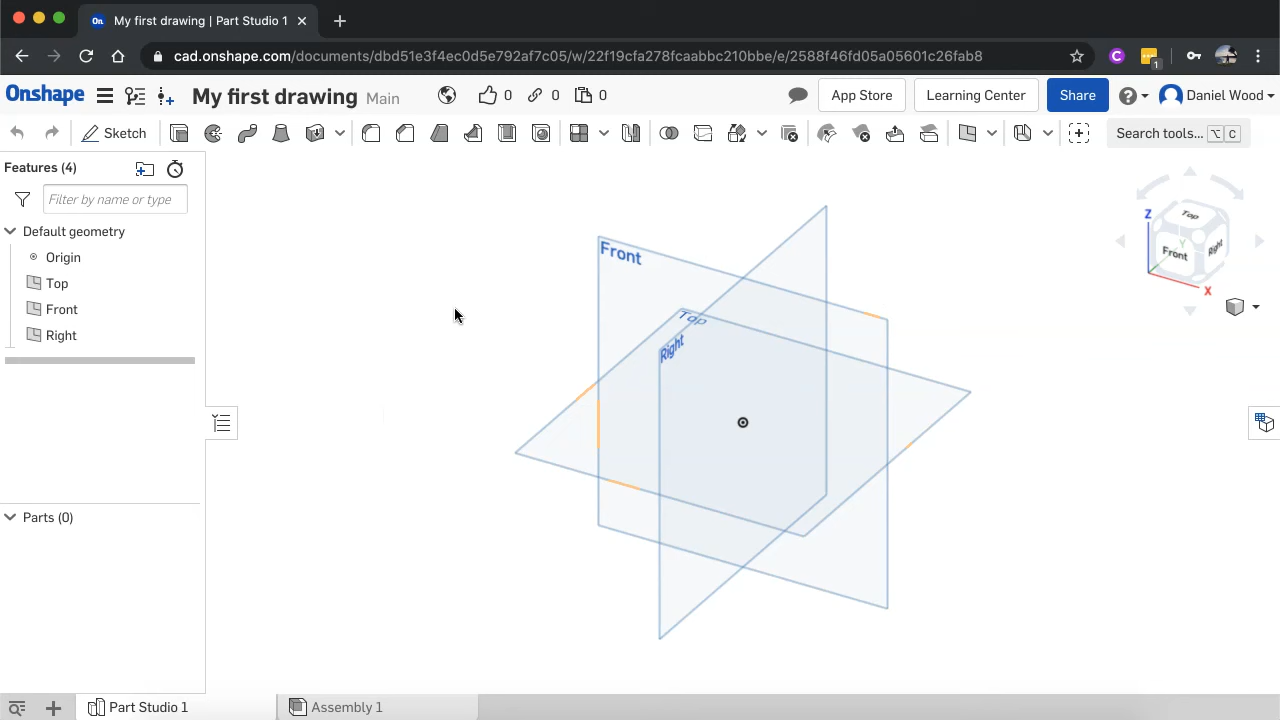 On My first drawing | Part Studio 1
cad.onshape.com/documents/dbd51e3f4ec0d5e792af7c05/w/22f19cfa278fcaabbc210bbe/e/2588f46fd05a05601c26fab8
1
Onshape My first drawing Main 0 0 0 App Store Learning Center Share Daniel Wood
Sketch Search tools... ⌥ C
Features (4)
Filter by name or type
Default geometry
Origin
Top
Front
Right
Parts (0)
Front
Top
Right
Z
Top
Y
Front
Right
X
Part Studio 1 Assembly 1